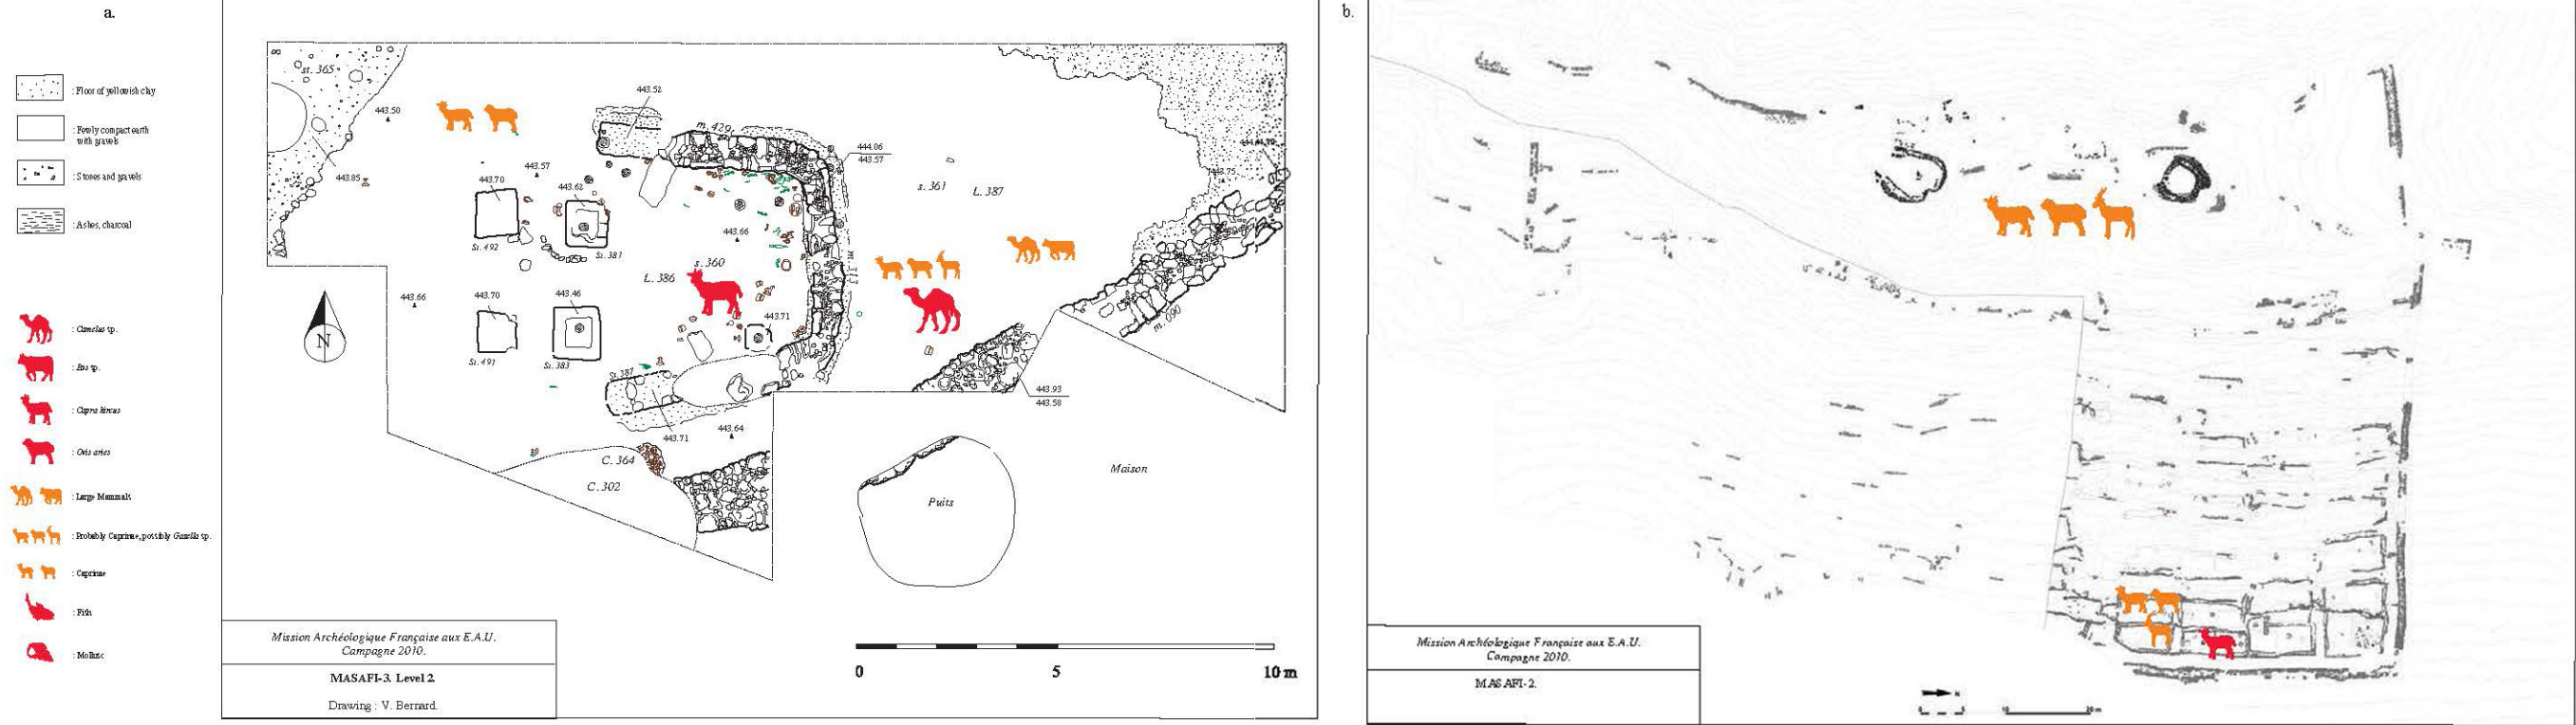 a.
: Floor of yellowish clay
: Fewly compact earth
with gravels
: Stones and gravels
: Ashes, charcoal
: Camelus sp.
: Bos sp.
: Capra hircus
: Ovis aries
: Large Mammals
: Probably Caprinae, possibly Gazella sp.
: Caprinae
: Fish
: Mollusc
st. 365
443.50
443.85
443.52
m. 429
443.57
443.70
443.62
St. 492
St. 381
444.06
443.57
s. 361
L. 387
443.75
443.66
s. 360
L. 386
m. 313
443.66
443.70
443.46
443.71
St. 491
St. 383
St. 387
m. 090
443.93
443.58
443.71
443.64
C. 364
C. 302
Puits
Maison
N
Mission Archéologique Française aux E.A.U.
Campagne 2010.
MASAFI-3. Level 2.
Drawing : V. Bernard.
0 5 10 m
b.
Mission Archéologique Française aux E.A.U.
Campagne 2010.
MASAFI-2.